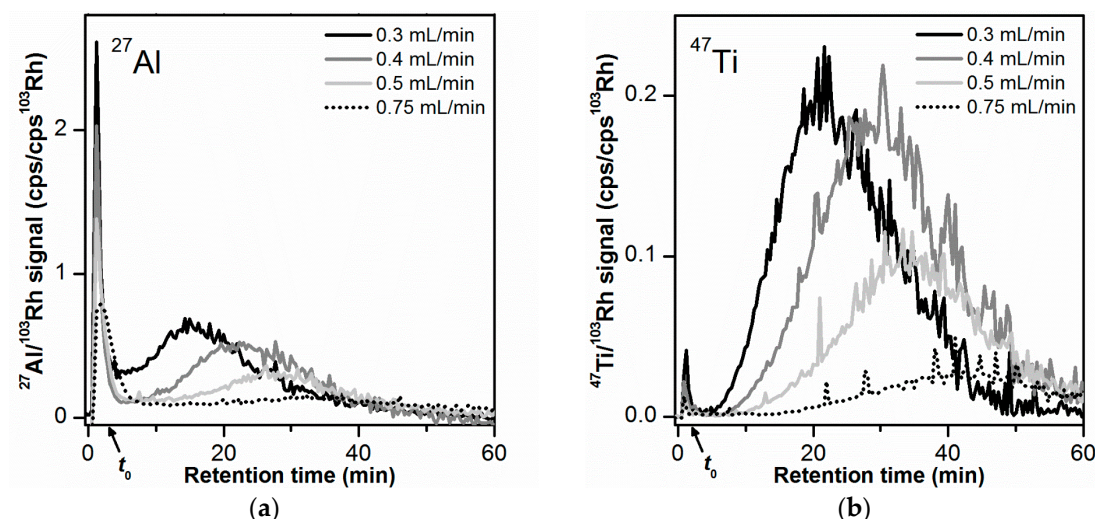 ²⁷Al
0.3 mL/min
0.4 mL/min
0.5 mL/min
0.75 mL/min
²⁷Al/¹⁰³Rh signal (cps/cps¹⁰³Rh)
2
1
0
0 20 40 60
t₀
Retention time (min)
(a)
⁴⁷Ti
0.3 mL/min
0.4 mL/min
0.5 mL/min
0.75 mL/min
⁴⁷Ti/¹⁰³Rh signal (cps/cps¹⁰³Rh)
0.2
0.1
0.0
0 20 40 60
t₀
Retention time (min)
(b)